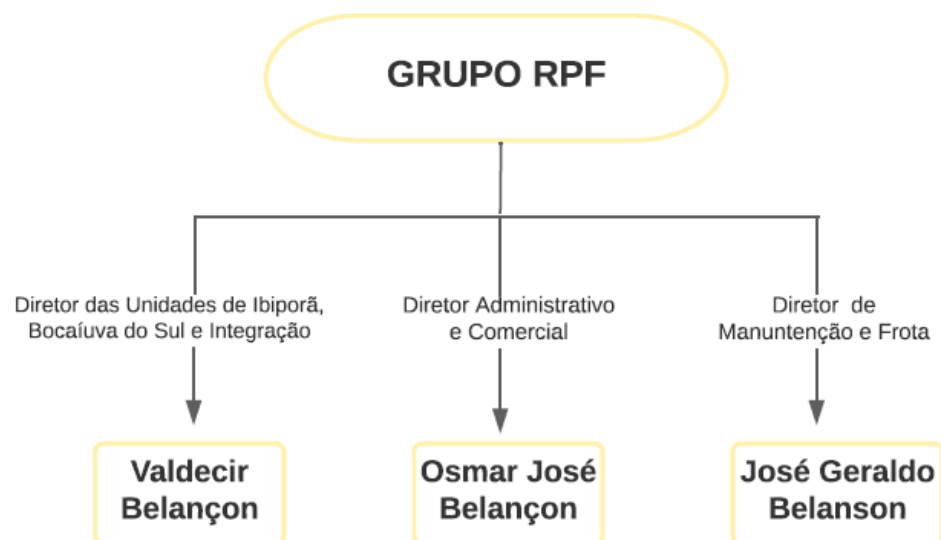 GRUPO RPF
Diretor das Unidades de Ibiporã,
Bocaíuva do Sul e Integração
Diretor Administrativo
e Comercial
Diretor de
Manuntenção e Frota
Valdecir
Belançon
Osmar José
Belançon
José Geraldo
Belanson